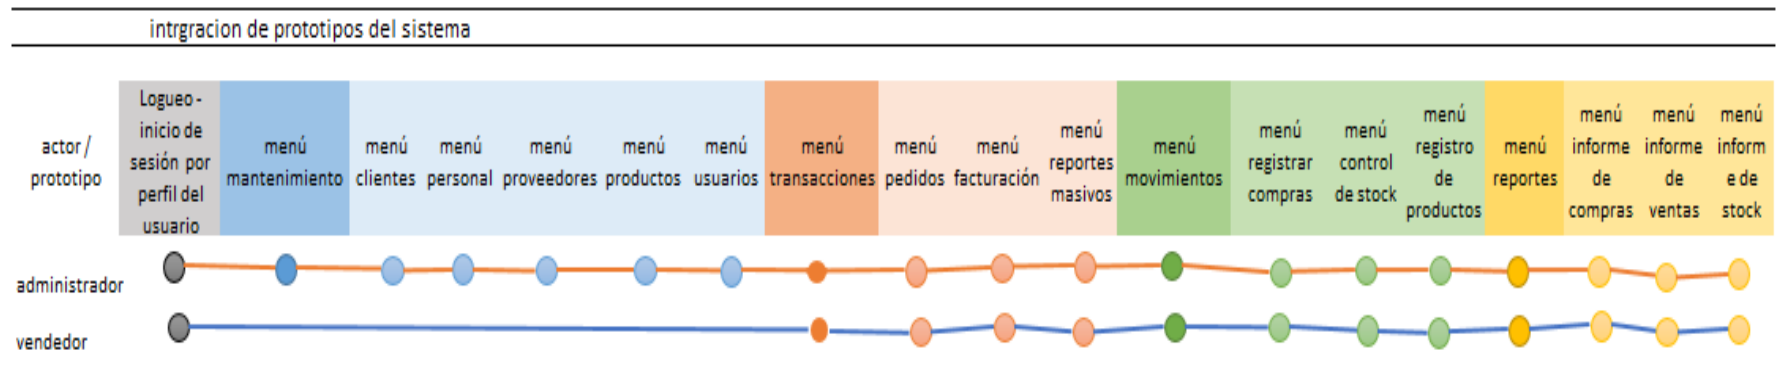 intrgracion de prototipos del sistema
actor /
prototipo
Logueo -
inicio de
sesión por
perfil del
usuario
menú
mantenimiento
menú
clientes
menú
personal
menú
proveedores
menú
productos
menú
usuarios
menú
transacciones
menú
pedidos
menú
facturación
menú
reportes
masivos
menú
movimientos
menú
registrar
compras
menú
control
de stock
menú
registro
de
productos
menú
reportes
menú
informe
de
compras
menú
informe
de
ventas
menú
inform
e de
stock
administrador
vendedor